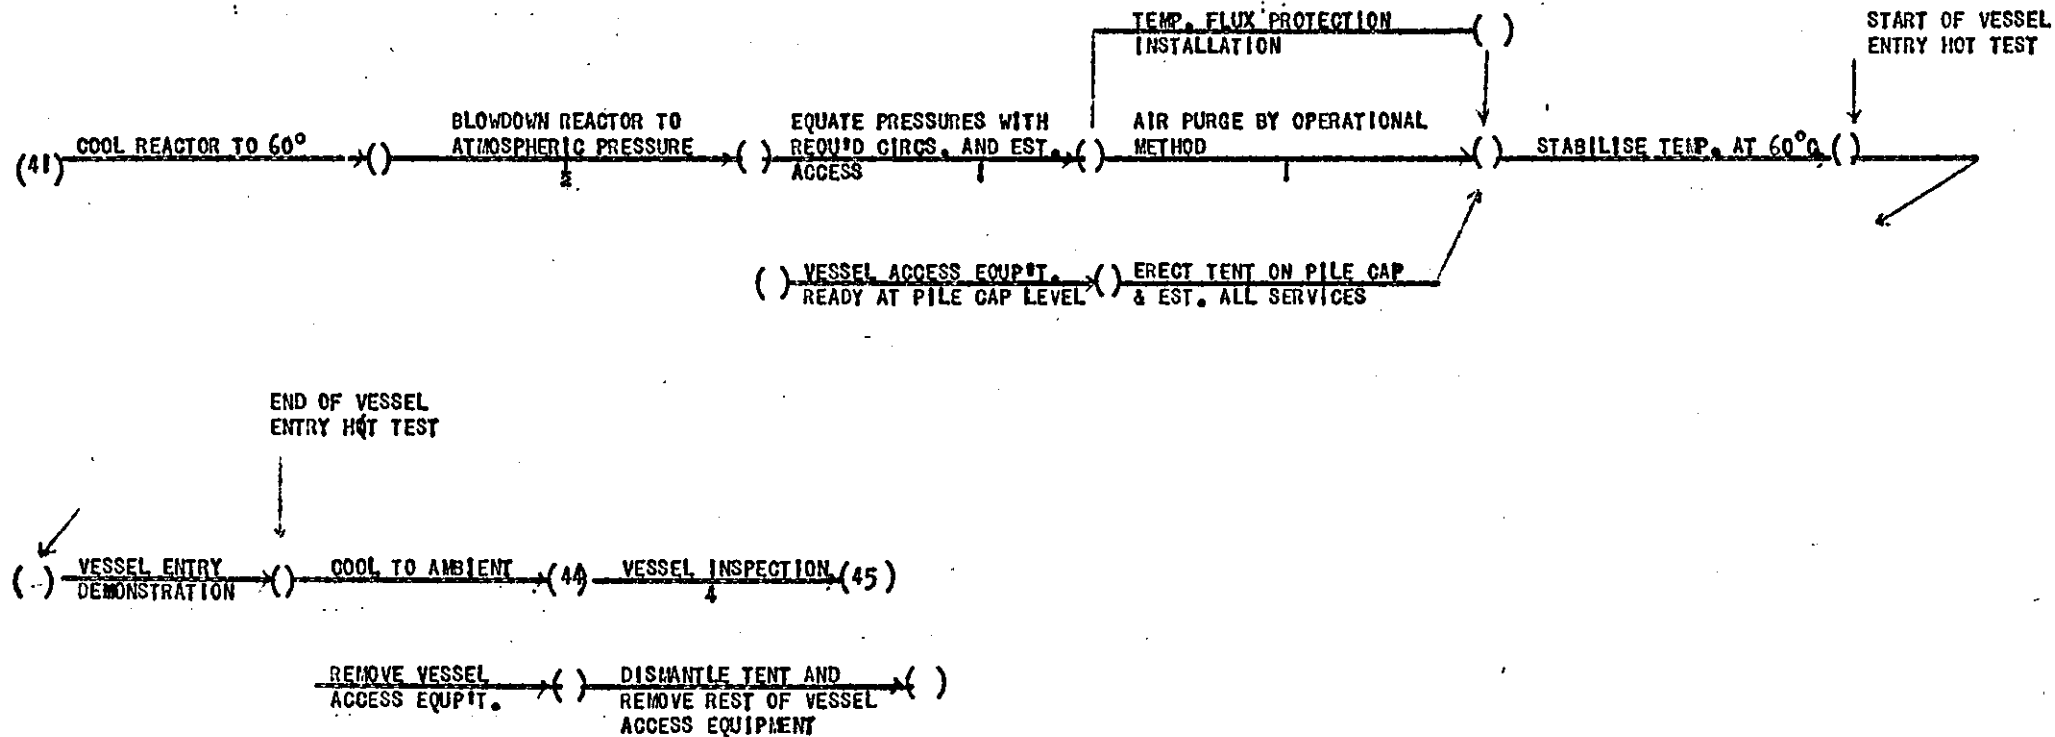 TEMP. FLUX PROTECTION
INSTALLATION
( )
START OF VESSEL
ENTRY HOT TEST
(41)
COOL REACTOR TO 60°
( )
BLOWDOWN REACTOR TO
ATMOSPHERIC PRESSURE
( )
EQUATE PRESSURES WITH
REQU'D CIRCS. AND EST.
ACCESS
1
( )
AIR PURGE BY OPERATIONAL
METHOD
1
( )
STABILISE TEMP. AT 60°C
( )
( )
VESSEL ACCESS EQUP'T.
READY AT PILE CAP LEVEL
( )
ERECT TENT ON PILE CAP
& EST. ALL SERVICES
END OF VESSEL
ENTRY HOT TEST
( )
VESSEL ENTRY
DEMONSTRATION
( )
COOL TO AMBIENT
(44)
VESSEL INSPECTION
4
(45)
REMOVE VESSEL
ACCESS EQUP'T.
( )
DISMANTLE TENT AND
REMOVE REST OF VESSEL
ACCESS EQUIPMENT
( )